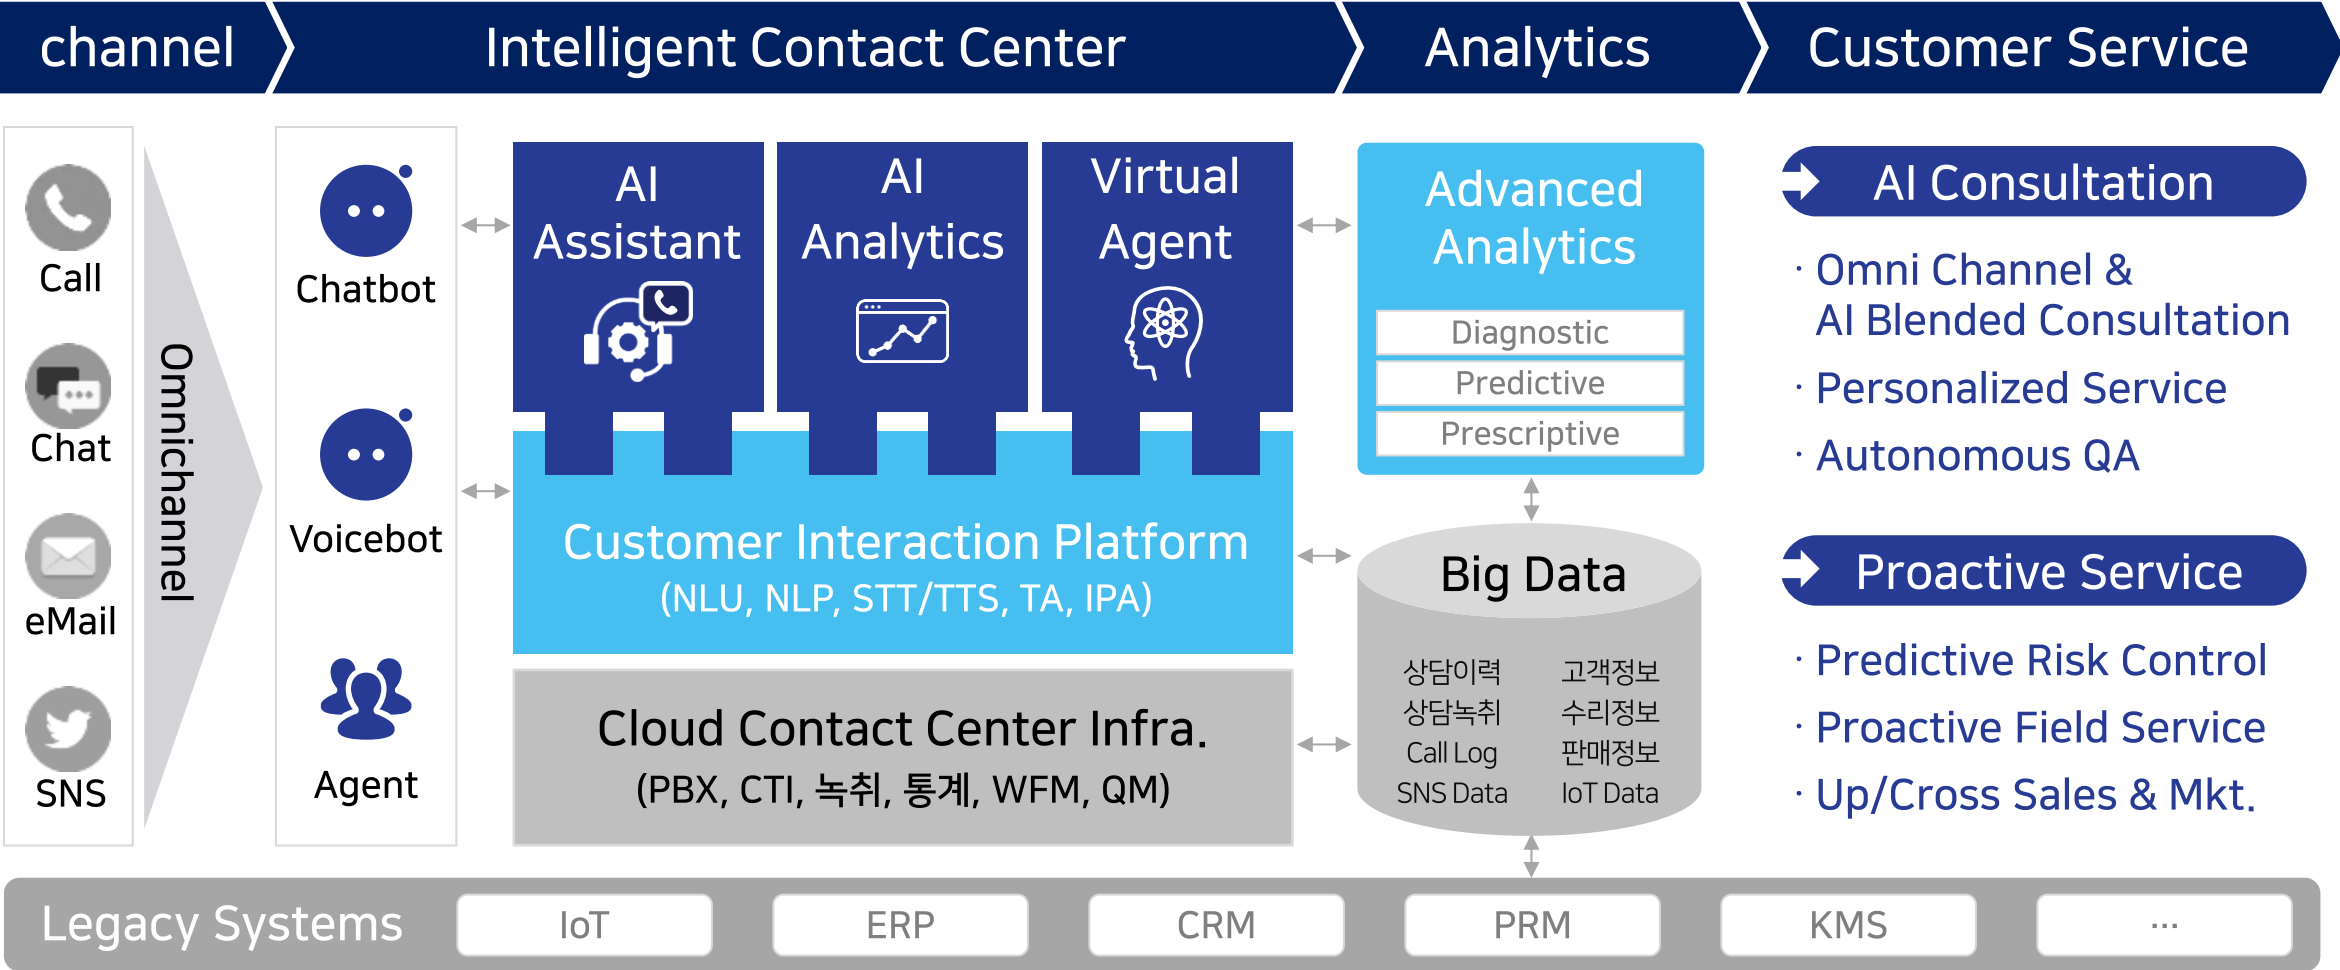 channel
Intelligent Contact Center
Analytics
Customer Service
Call
Chat
eMail
SNS
Omnichannel
Chatbot
Voicebot
Agent
AI
Assistant
AI
Analytics
Virtual
Agent
Customer Interaction Platform
(NLU, NLP, STT/TTS, TA, IPA)
Cloud Contact Center Infra.
(PBX, CTI, 녹취, 통계, WFM, QM)
Advanced
Analytics
Diagnostic
Predictive
Prescriptive
Big Data
상담이력 고객정보
상담녹취 수리정보
Call Log 판매정보
SNS Data IoT Data
AI Consultation
· Omni Channel &
AI Blended Consultation
· Personalized Service
· Autonomous QA
Proactive Service
· Predictive Risk Control
· Proactive Field Service
· Up/Cross Sales & Mkt.
Legacy Systems
IoT
ERP
CRM
PRM
KMS
···